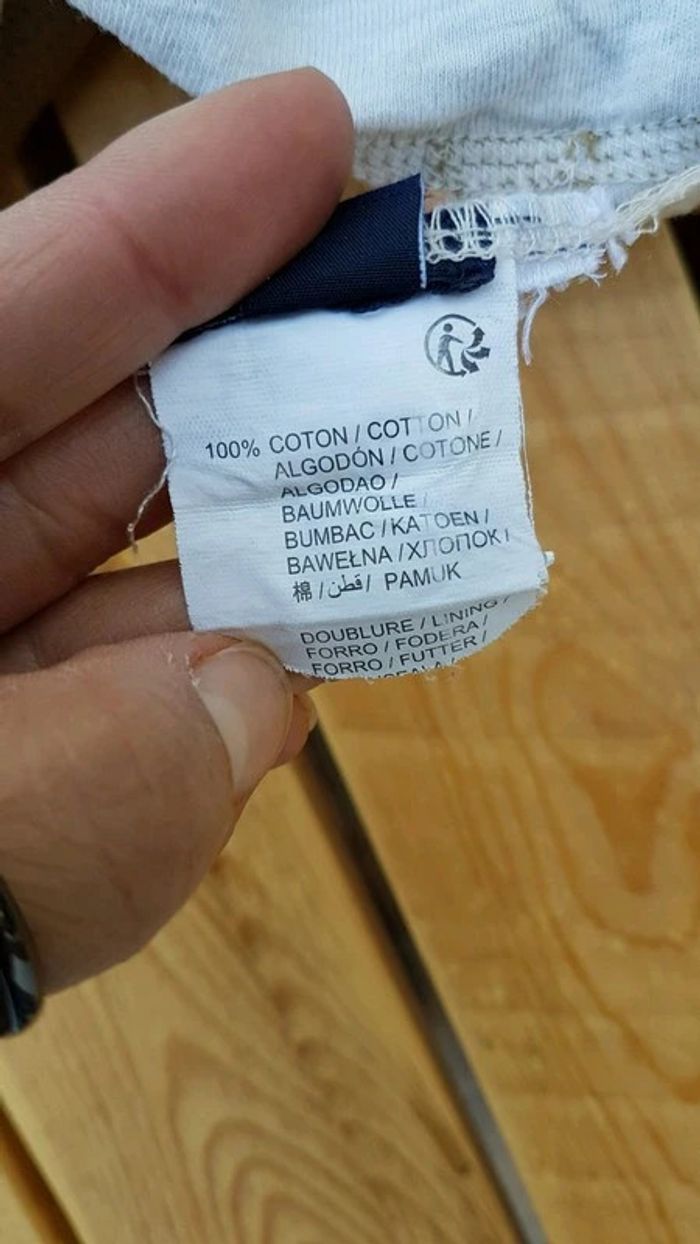 100% COTON / COTTON /
ALGODÓN / COTONE /
ALGODAO /
BAUMWOLLE /
BUMBAC / KATOEN /
BAWEŁNA / ХЛОПОК /
棉 / قطن / PAMUK
DOUBLURE / LINING /
FORRO / FODERA /
FORRO / FUTTER /